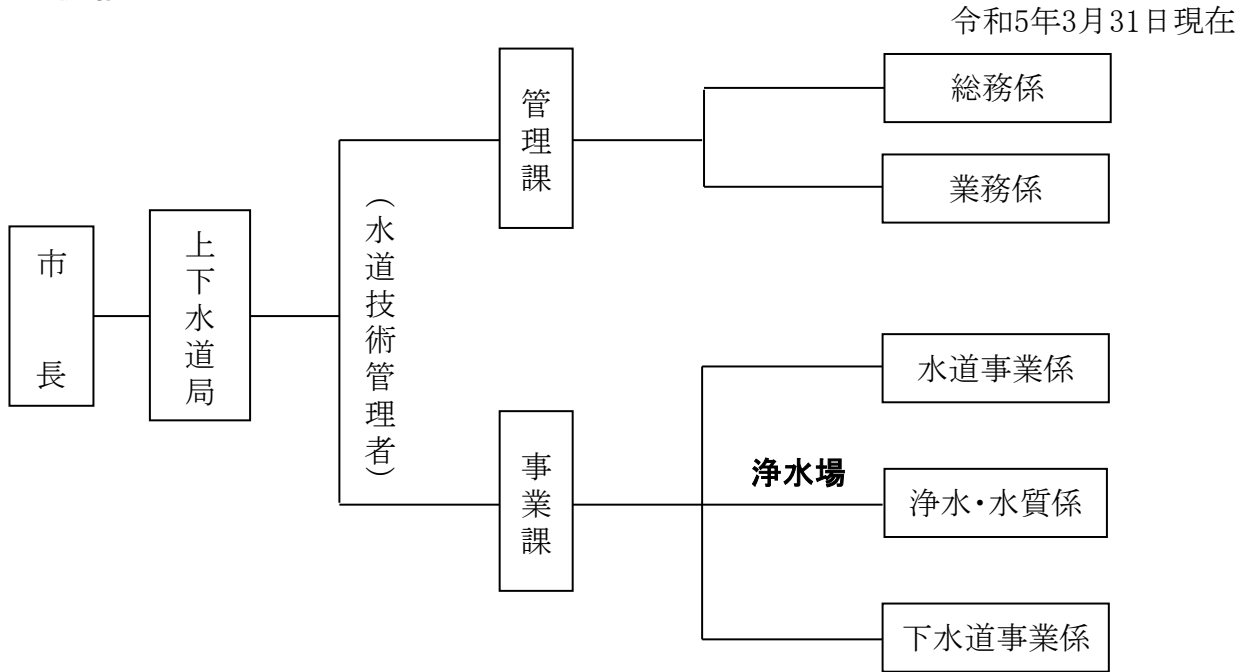 令和5年3月31日現在
市長
上下水道局
(水道技術管理者)
管理課
総務係
業務係
事業課
水道事業係
浄水場
浄水・水質係
下水道事業係